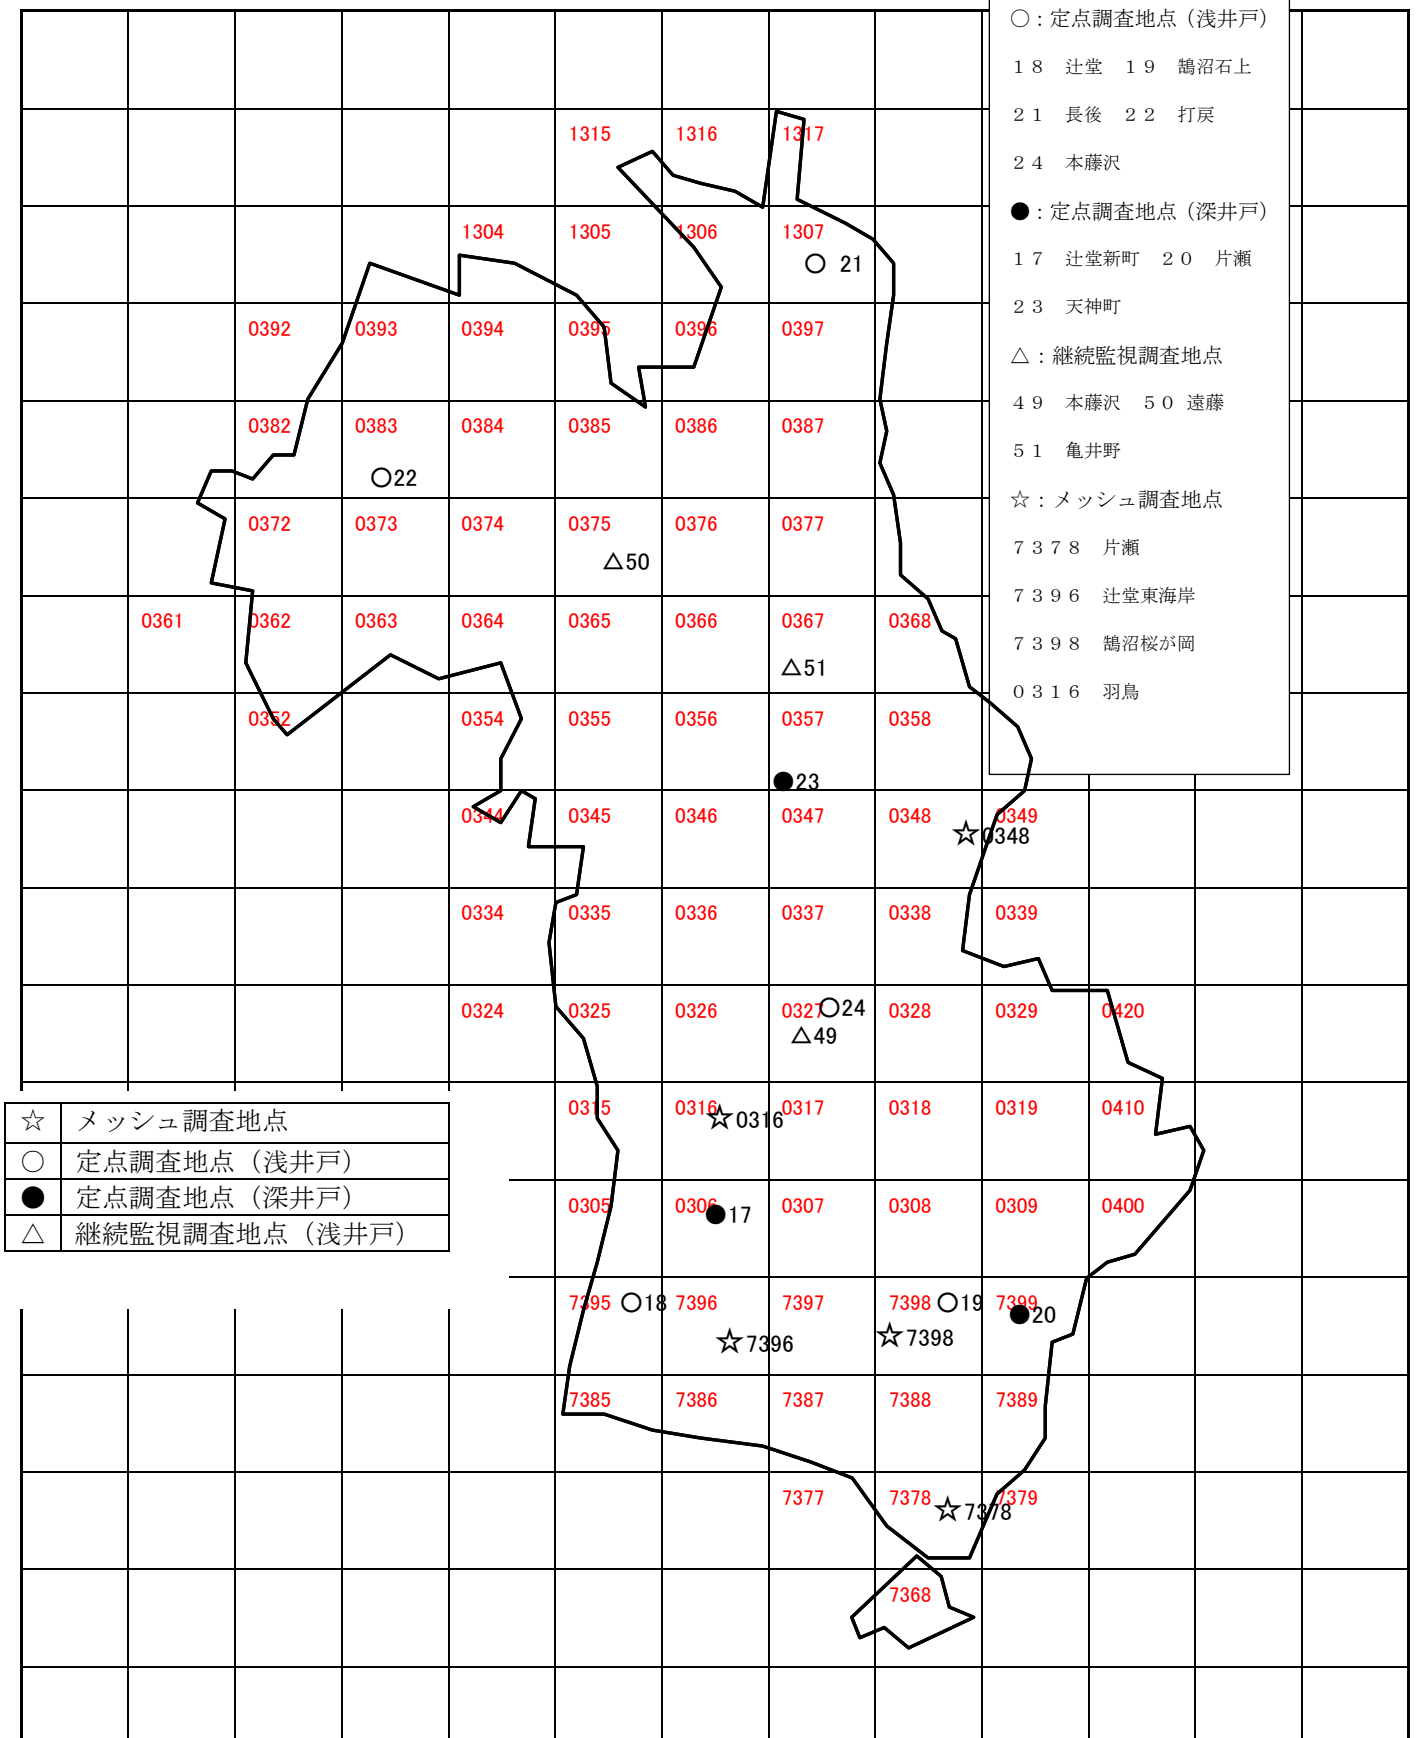 ○：定点調査地点（浅井戸）
１８　辻堂　１９　鵠沼石上
２１　長後　２２　打戻
２４　本藤沢
●：定点調査地点（深井戸）
１７　辻堂新町　２０　片瀬
２３　天神町
△：継続監視調査地点
４９　本藤沢　５０ 遠藤
５１　亀井野
☆：メッシュ調査地点
７３７８　片瀬
７３９６　辻堂東海岸
７３９８　鵠沼桜が岡
０３１６　羽鳥
1315 1316 1317
1304 1305 1306 1307
○ 21
0392 0393 0394 0395 0396 0397
0382 0383 0384 0385 0386 0387
○22
0372 0373 0374 0375 0376 0377
△50
0361 0362 0363 0364 0365 0366 0367 0368
△51
0352 0354 0355 0356 0357 0358
●23
0344 0345 0346 0347 0348 0349
☆0348
0334 0335 0336 0337 0338 0339
0324 0325 0326 0327 ○24 0328 0329 0420
△49
0315 0316 0317 0318 0319 0410
☆0316
☆ メッシュ調査地点
○ 定点調査地点（浅井戸）
● 定点調査地点（深井戸）
△ 継続監視調査地点（浅井戸）
0305 0306 0307 0308 0309 0400
●17
7395 ○18 7396 7397 7398 ○19 7399
●20
☆7396 ☆7398
7385 7386 7387 7388 7389
7377 7378 7379
☆7378
7368